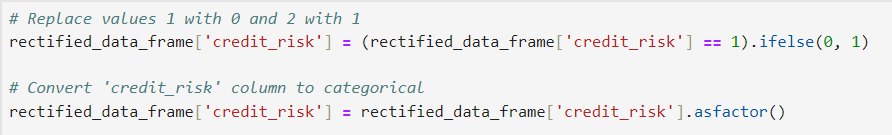 # Replace values 1 with 0 and 2 with 1
rectified_data_frame['credit_risk'] = (rectified_data_frame['credit_risk'] == 1).ifelse(0, 1)
# Convert 'credit_risk' column to categorical
rectified_data_frame['credit_risk'] = rectified_data_frame['credit_risk'].asfactor()